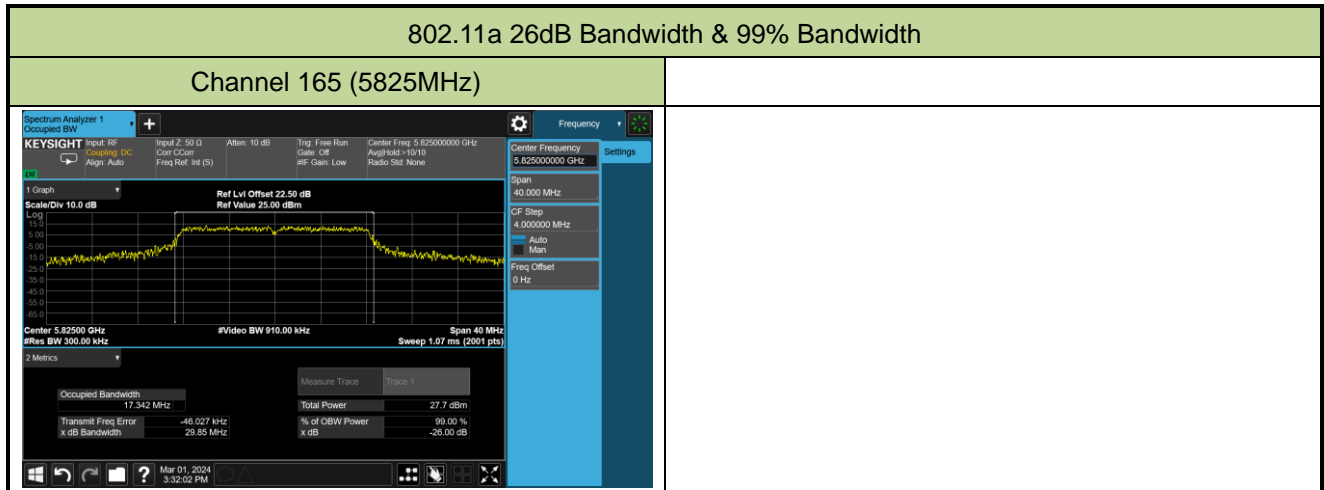 802.11a 26dB Bandwidth & 99% Bandwidth
Channel 165 (5825MHz)
Spectrum Analyzer 1
Occupied BW
Frequency
KEYSIGHT
Input: RF
Coupling: DC
Align: Auto
Input Z: 50 Ω
Corr CCorr
Freq Ref: Int (S)
Atten: 10 dB
Trig: Free Run
Gate: Off
#IF Gain: Low
Center Freq: 5.825000000 GHz
Avg|Hold:>10/10
Radio Std: None
Center Frequency
5.825000000 GHz
Settings
Span
40.000 MHz
CF Step
4.000000 MHz
Auto
Man
Freq Offset
0 Hz
1 Graph
Scale/Div 10.0 dB
Ref Lvl Offset 22.50 dB
Ref Value 25.00 dBm
Log
15.0
5.00
-5.00
-15.0
-25.0
-35.0
-45.0
-55.0
-65.0
Center 5.82500 GHz
#Video BW 910.00 kHz
Span 40 MHz
#Res BW 300.00 kHz
Sweep 1.07 ms (2001 pts)
2 Metrics
Measure Trace
Trace 1
Occupied Bandwidth
17.342 MHz
Total Power
27.7 dBm
Transmit Freq Error
-46.027 kHz
% of OBW Power
99.00 %
x dB Bandwidth
29.85 MHz
x dB
-26.00 dB
?
Mar 01, 2024
3:32:02 PM